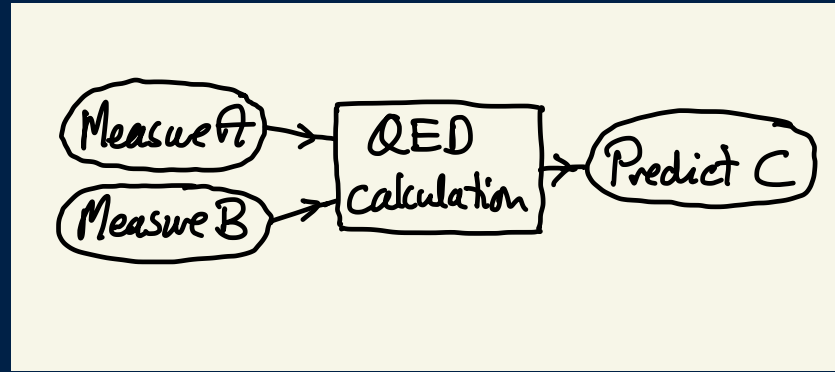 Measure A
Measure B
QED
calculation
Predict C